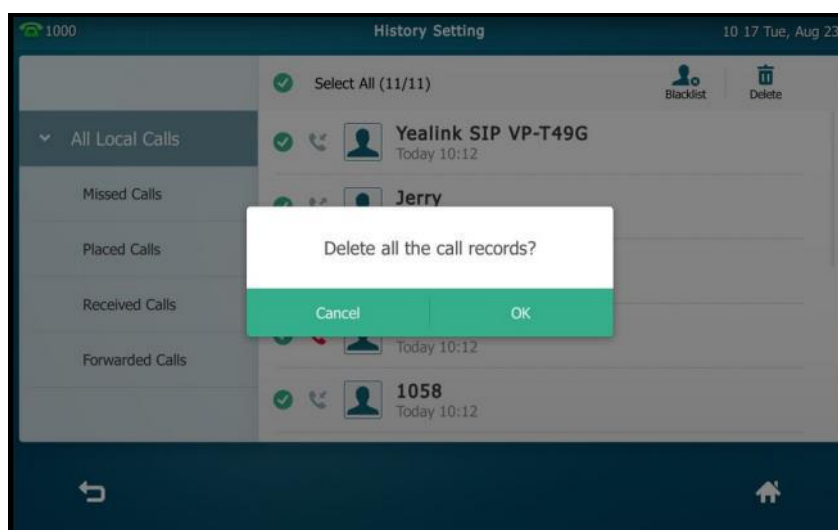 1000
History Setting
10 17 Tue, Aug 23
Select All (11/11)
Blacklist
Delete
All Local Calls
Missed Calls
Placed Calls
Received Calls
Forwarded Calls
Yealink SIP VP-T49G
Today 10:12
Jerry
Delete all the call records?
Cancel
OK
Today 10:12
1058
Today 10:12